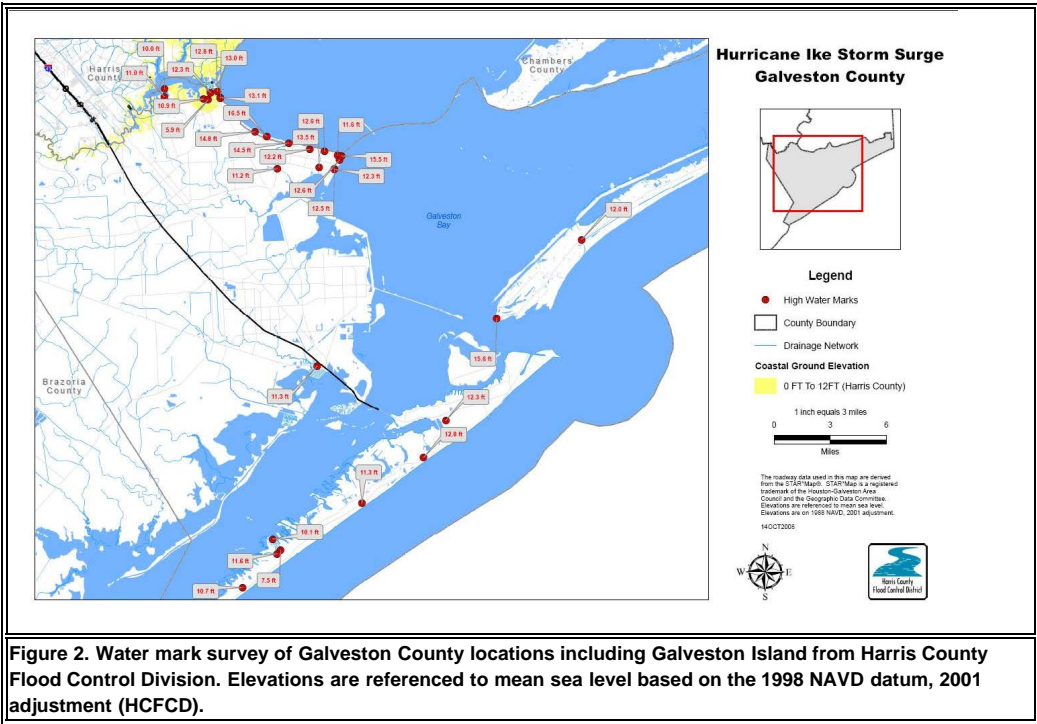 Hurricane Ike Storm Surge
Galveston County
10.0 ft
12.8 ft
13.0 ft
11.0 ft
12.3 ft
Harris
County
Chambers
County
10.9 ft
13.1 ft
5.9 ft
16.5 ft
14.8 ft
12.6 ft
11.6 ft
13.5 ft
14.5 ft
12.2 ft
15.5 ft
11.2 ft
12.3 ft
12.6 ft
12.5 ft
Galveston
Bay
12.0 ft
15.8 ft
Brazoria
County
11.3 ft
12.3 ft
12.8 ft
11.3 ft
10.1 ft
11.6 ft
7.5 ft
10.7 ft
Legend
High Water Marks
County Boundary
Drainage Network
Coastal Ground Elevation
0 FT To 12FT (Harris County)
1 inch equals 3 miles
0 3 6
Miles
The roadway data used in this map are derived
from the STAR*Map®. STAR*Map is a registered
trademark of the Houston-Galveston Area
Council and the Geographic Data Committee.
Elevations are referenced to mean sea level.
Elevations are on 1988 NAVD, 2001 adjustment.
14OCT2008
N
W E
S
Harris County
Flood Control District
Figure 2. Water mark survey of Galveston County locations including Galveston Island from Harris County
Flood Control Division. Elevations are referenced to mean sea level based on the 1998 NAVD datum, 2001
adjustment (HCFCD).